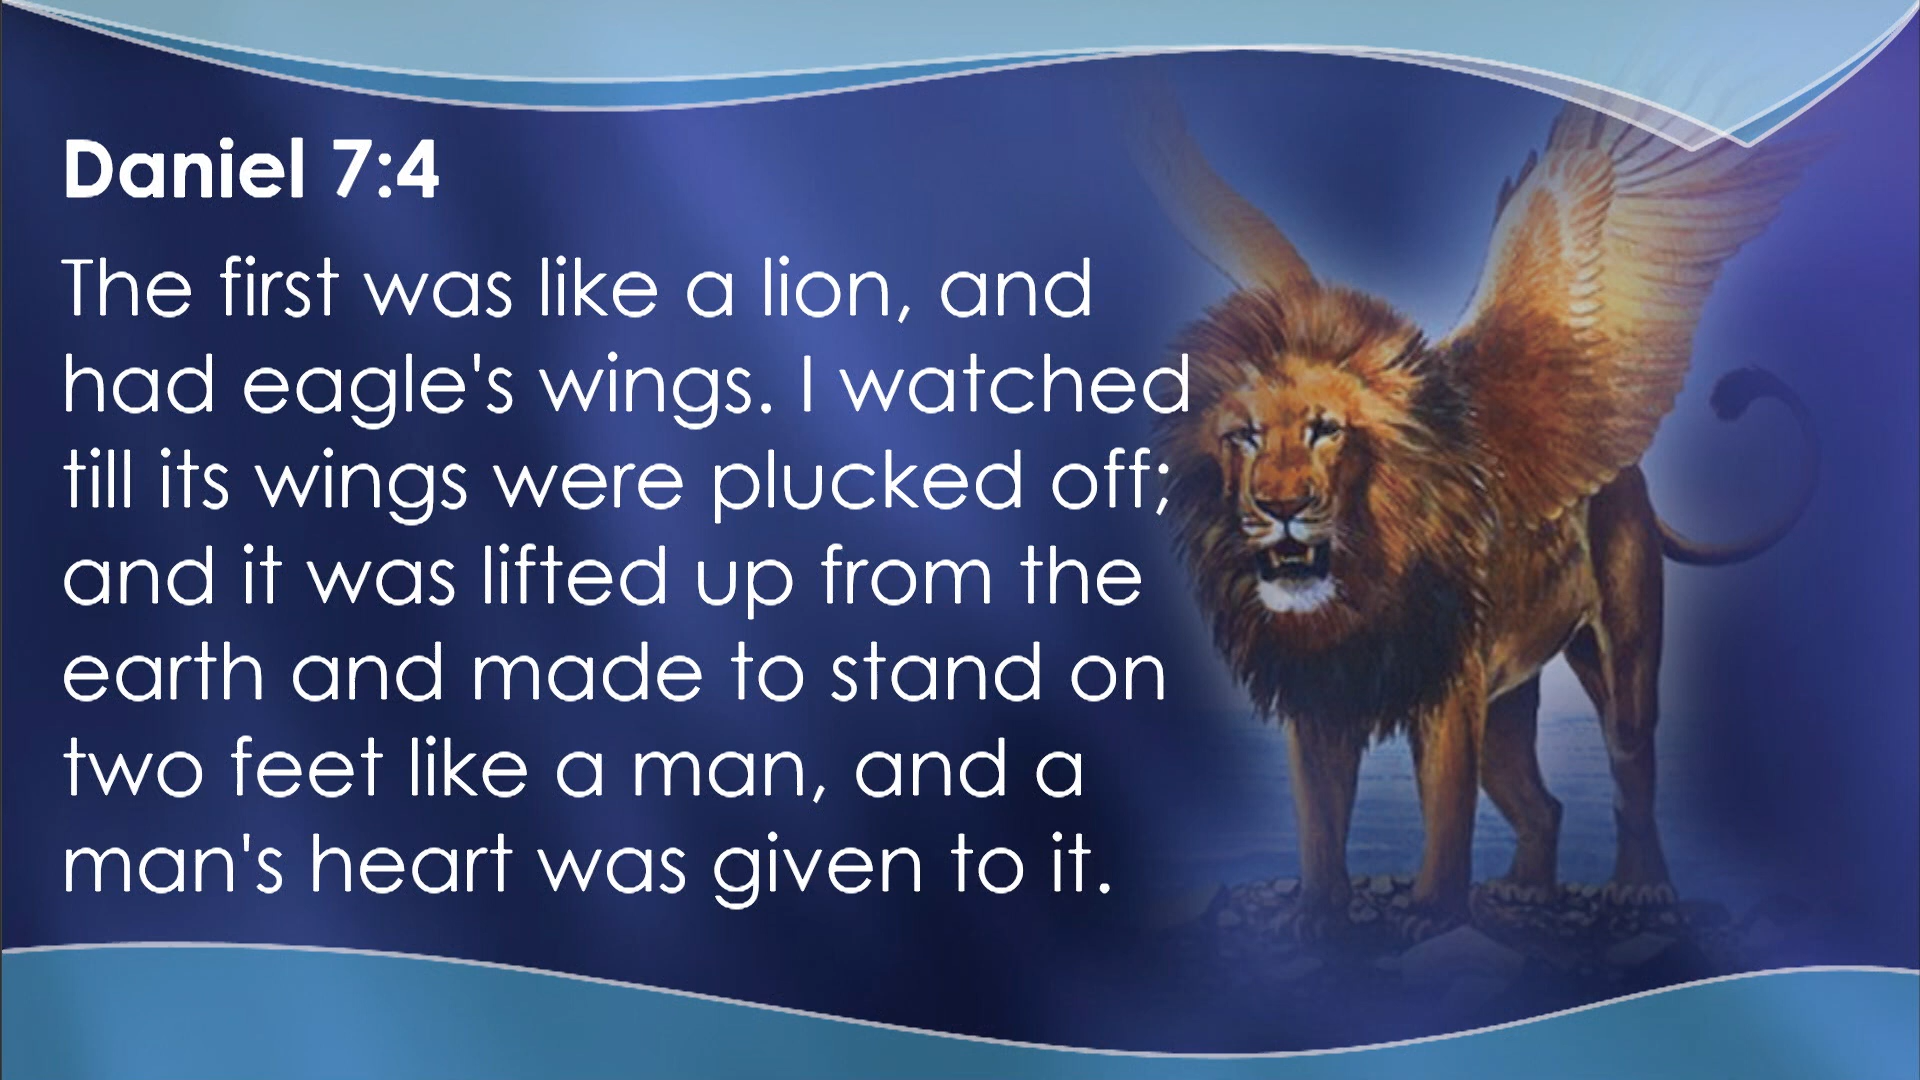 Daniel 7:4
The first was like a lion, and
had eagle's wings. I watched
till its wings were plucked off;
and it was lifted up from the
earth and made to stand on
two feet like a man, and a
man's heart was given to it.